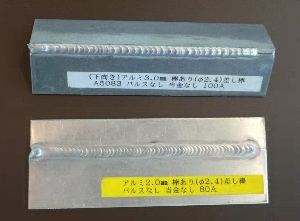 (下向き)アルミ3.0mm 棒あり(φ2.4)差し棒
A5083 パルスなし 当金なし 100A
アルミ2.0mm 棒あり(φ2.4)差し棒
パルスなし 当金なし 80A